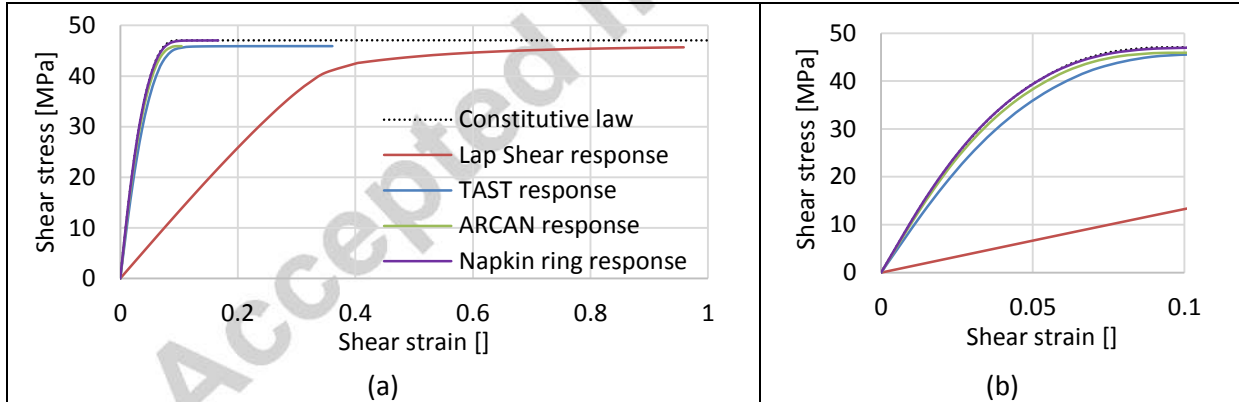 50
40
30
20
10
0
Shear stress [MPa]
0
0.2
0.4
0.6
0.8
1
Shear strain []
Constitutive law
Lap Shear response
TAST response
ARCAN response
Napkin ring response
(a)
50
40
30
20
10
0
Shear stress [MPa]
0
0.05
0.1
Shear strain []
(b)
Accepted